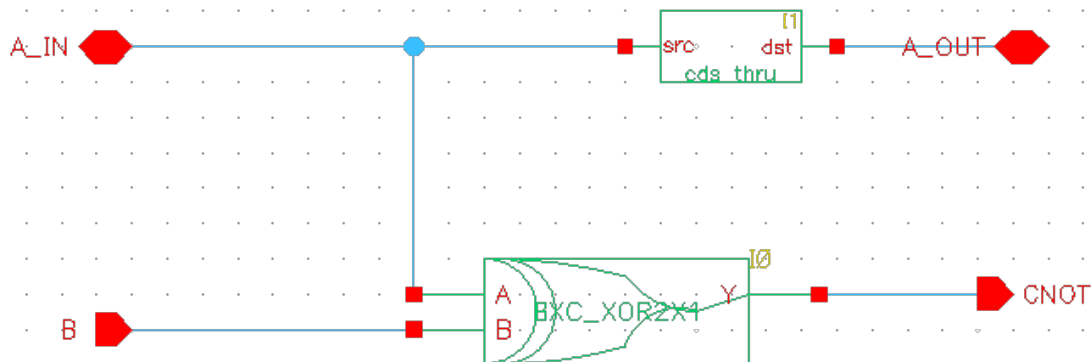 I1
A_IN
src
dst
A_OUT
cds_thru
I0
A
Y
CNOT
BXC_XOR2X1
B
B